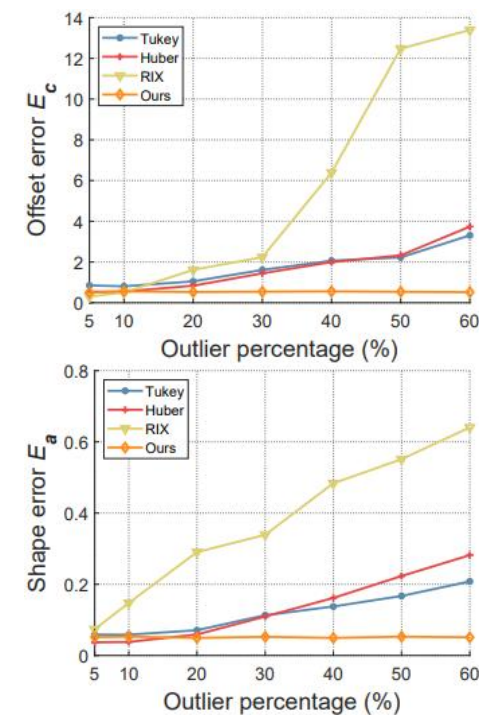 14
12
10
8
6
4
2
0
Offset error E_c
Tukey
Huber
RIX
Ours
5 10 20 30 40 50 60
Outlier percentage (%)
0.8
0.6
0.4
0.2
0
Shape error E_a
Tukey
Huber
RIX
Ours
5 10 20 30 40 50 60
Outlier percentage (%)